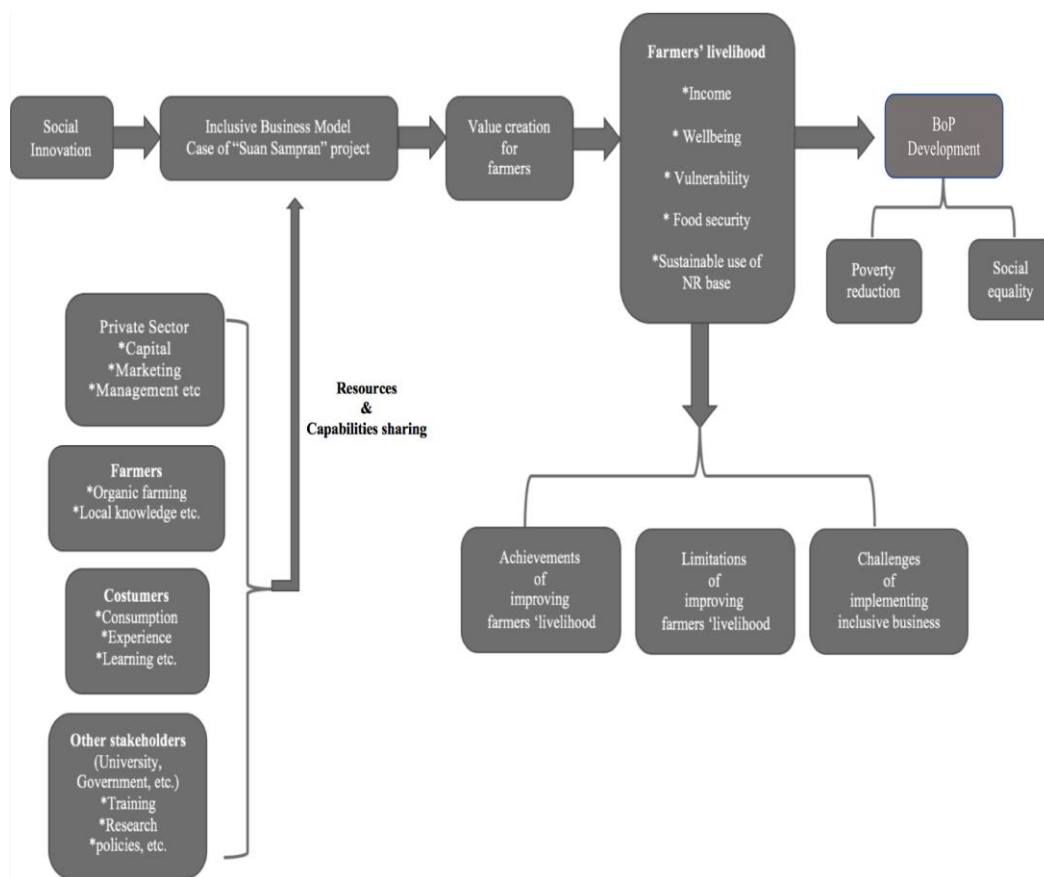 Social
Innovation
Inclusive Business Model
Case of “Suan Sampran” project
Value creation
for
farmers
Farmers’ livelihood
*Income
* Wellbeing
* Vulnerability
* Food security
*Sustainable use of
NR base
BoP
Development
Poverty
reduction
Social
equality
Private Sector
*Capital
*Marketing
*Management etc
Resources
&
Capabilities sharing
Farmers
*Organic farming
*Local knowledge etc.
Costumers
*Consumption
*Experience
*Learning etc.
Other stakeholders
(University,
Government, etc.)
*Training
*Research
*policies, etc.
Achievements
of
improving
farmers ‘livelihood
Limitations
of
improving
farmers ‘livelihood
Challenges
of
implementing
inclusive business